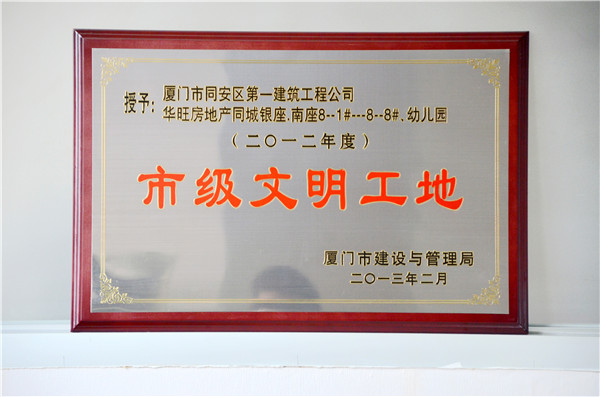 授予：厦门市同安区第一建筑工程公司
华旺房地产同城银座.南座8--1#---8--8#、幼儿园
（二〇一二年度）
市级文明工地
厦门市建设与管理局
二〇一三年二月